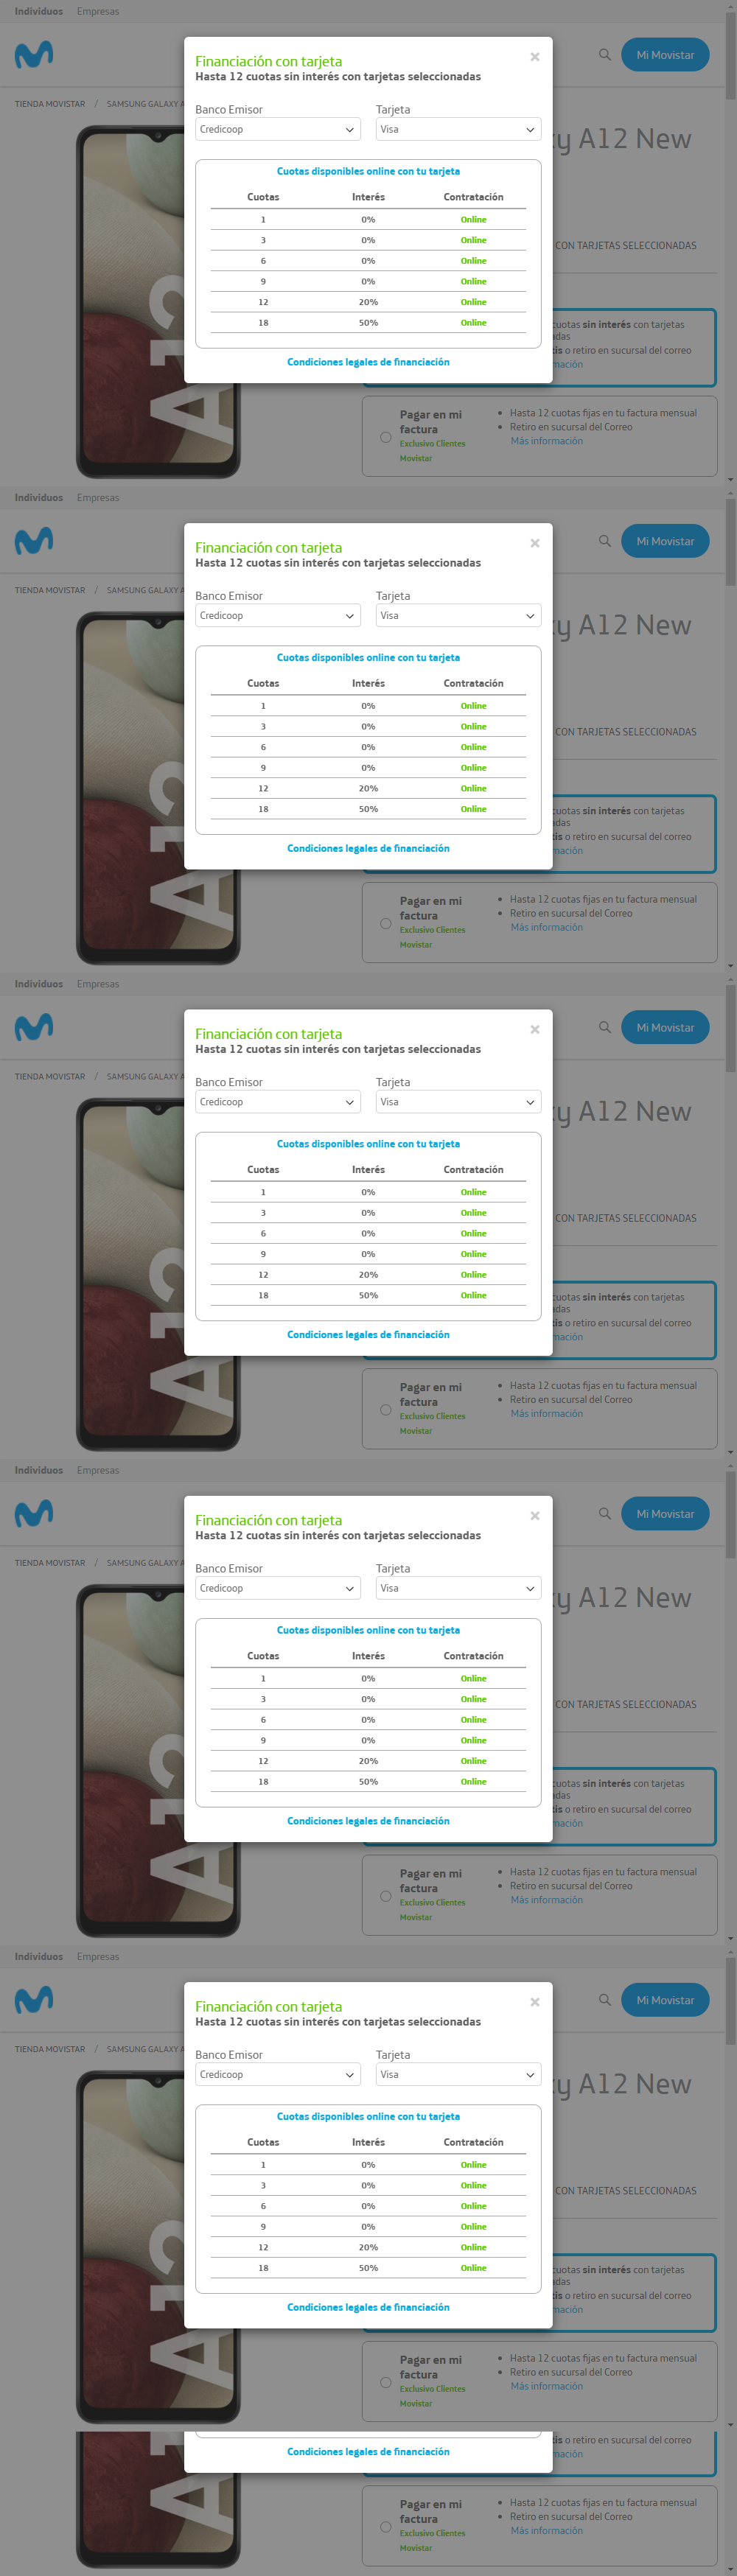 Individuos Empresas
Mi Movistar
TIENDA MOVISTAR / SAMSUNG GALAXY A
Financiación con tarjeta ×
Hasta 12 cuotas sin interés con tarjetas seleccionadas
y A12 New
Banco Emisor Tarjeta
Credicoop Visa
Cuotas disponibles online con tu tarjeta
Cuotas Interés Contratación
1 0% Online
3 0% Online
6 0% Online
9 0% Online
12 20% Online
18 50% Online
Condiciones legales de financiación
CON TARJETAS SELECCIONADAS
cuotas sin interés con tarjetas
adas
tis o retiro en sucursal del correo
mación
A12
Pagar en mi factura
Exclusivo Clientes Movistar
Hasta 12 cuotas fijas en tu factura mensual
Retiro en sucursal del Correo
Más información
Individuos Empresas
Mi Movistar
TIENDA MOVISTAR / SAMSUNG GALAXY A
Financiación con tarjeta ×
Hasta 12 cuotas sin interés con tarjetas seleccionadas
y A12 New
Banco Emisor Tarjeta
Credicoop Visa
Cuotas disponibles online con tu tarjeta
Cuotas Interés Contratación
1 0% Online
3 0% Online
6 0% Online
9 0% Online
12 20% Online
18 50% Online
Condiciones legales de financiación
CON TARJETAS SELECCIONADAS
cuotas sin interés con tarjetas
adas
tis o retiro en sucursal del correo
mación
A12
Pagar en mi factura
Exclusivo Clientes Movistar
Hasta 12 cuotas fijas en tu factura mensual
Retiro en sucursal del Correo
Más información
Individuos Empresas
Mi Movistar
TIENDA MOVISTAR / SAMSUNG GALAXY A
Financiación con tarjeta ×
Hasta 12 cuotas sin interés con tarjetas seleccionadas
y A12 New
Banco Emisor Tarjeta
Credicoop Visa
Cuotas disponibles online con tu tarjeta
Cuotas Interés Contratación
1 0% Online
3 0% Online
6 0% Online
9 0% Online
12 20% Online
18 50% Online
Condiciones legales de financiación
CON TARJETAS SELECCIONADAS
cuotas sin interés con tarjetas
adas
tis o retiro en sucursal del correo
mación
A12
Pagar en mi factura
Exclusivo Clientes Movistar
Hasta 12 cuotas fijas en tu factura mensual
Retiro en sucursal del Correo
Más información
Individuos Empresas
Mi Movistar
TIENDA MOVISTAR / SAMSUNG GALAXY A
Financiación con tarjeta ×
Hasta 12 cuotas sin interés con tarjetas seleccionadas
y A12 New
Banco Emisor Tarjeta
Credicoop Visa
Cuotas disponibles online con tu tarjeta
Cuotas Interés Contratación
1 0% Online
3 0% Online
6 0% Online
9 0% Online
12 20% Online
18 50% Online
Condiciones legales de financiación
CON TARJETAS SELECCIONADAS
cuotas sin interés con tarjetas
adas
tis o retiro en sucursal del correo
mación
A12
Pagar en mi factura
Exclusivo Clientes Movistar
Hasta 12 cuotas fijas en tu factura mensual
Retiro en sucursal del Correo
Más información
Individuos Empresas
Mi Movistar
TIENDA MOVISTAR / SAMSUNG GALAXY A
Financiación con tarjeta ×
Hasta 12 cuotas sin interés con tarjetas seleccionadas
y A12 New
Banco Emisor Tarjeta
Credicoop Visa
Cuotas disponibles online con tu tarjeta
Cuotas Interés Contratación
1 0% Online
3 0% Online
6 0% Online
9 0% Online
12 20% Online
18 50% Online
Condiciones legales de financiación
CON TARJETAS SELECCIONADAS
cuotas sin interés con tarjetas
adas
tis o retiro en sucursal del correo
mación
A12
Pagar en mi factura
Exclusivo Clientes Movistar
Hasta 12 cuotas fijas en tu factura mensual
Retiro en sucursal del Correo
Más información
tis o retiro en sucursal del correo
Condiciones legales de financiación
mación
Pagar en mi factura
Exclusivo Clientes Movistar
Hasta 12 cuotas fijas en tu factura mensual
Retiro en sucursal del Correo
Más información